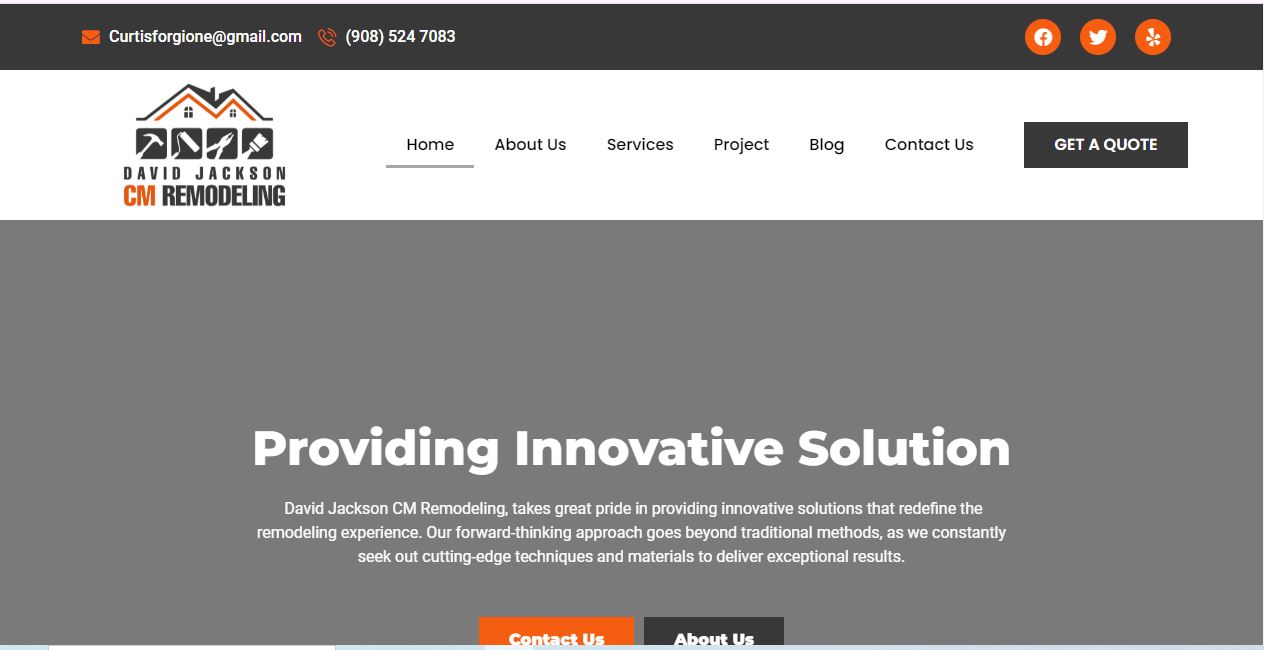 Curtisforgione@gmail.com (908) 524 7083
DAVID JACKSON
CM REMODELING
Home About Us Services Project Blog Contact Us GET A QUOTE
Providing Innovative Solution
David Jackson CM Remodeling, takes great pride in providing innovative solutions that redefine the
remodeling experience. Our forward-thinking approach goes beyond traditional methods, as we constantly
seek out cutting-edge techniques and materials to deliver exceptional results.
Contact Us About Us